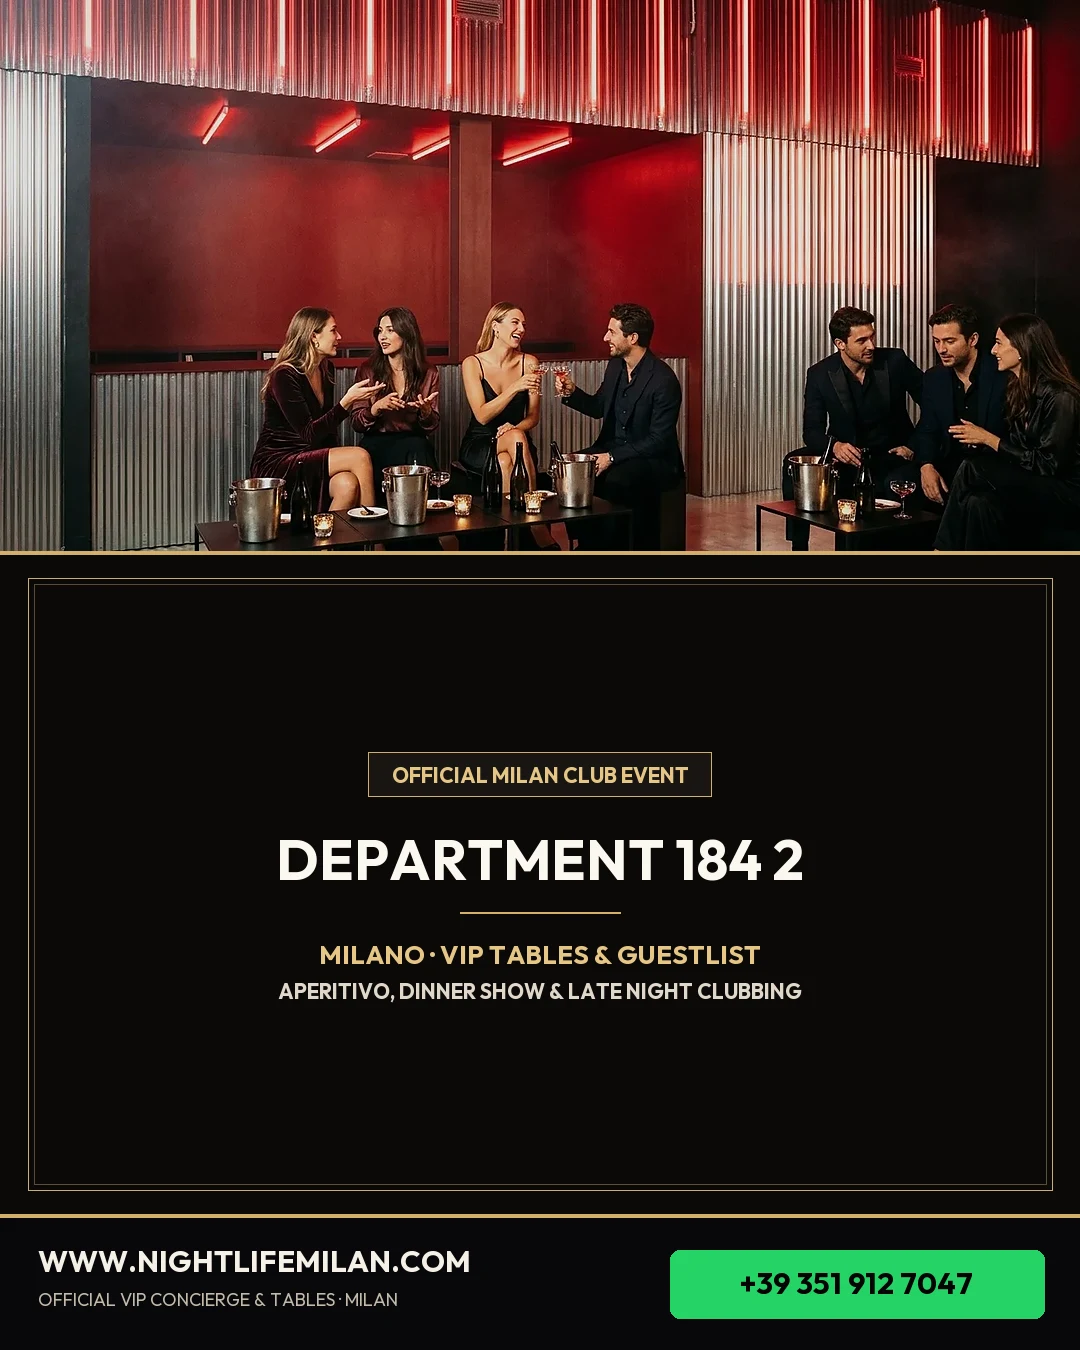 OFFICIAL MILAN CLUB EVENT
DEPARTMENT 184 2
MILANO · VIP TABLES & GUESTLIST
APERITIVO, DINNER SHOW & LATE NIGHT CLUBBING
WWW.NIGHTLIFEMILAN.COM
OFFICIAL VIP CONCIERGE & TABLES · MILAN
+39 351 912 7047